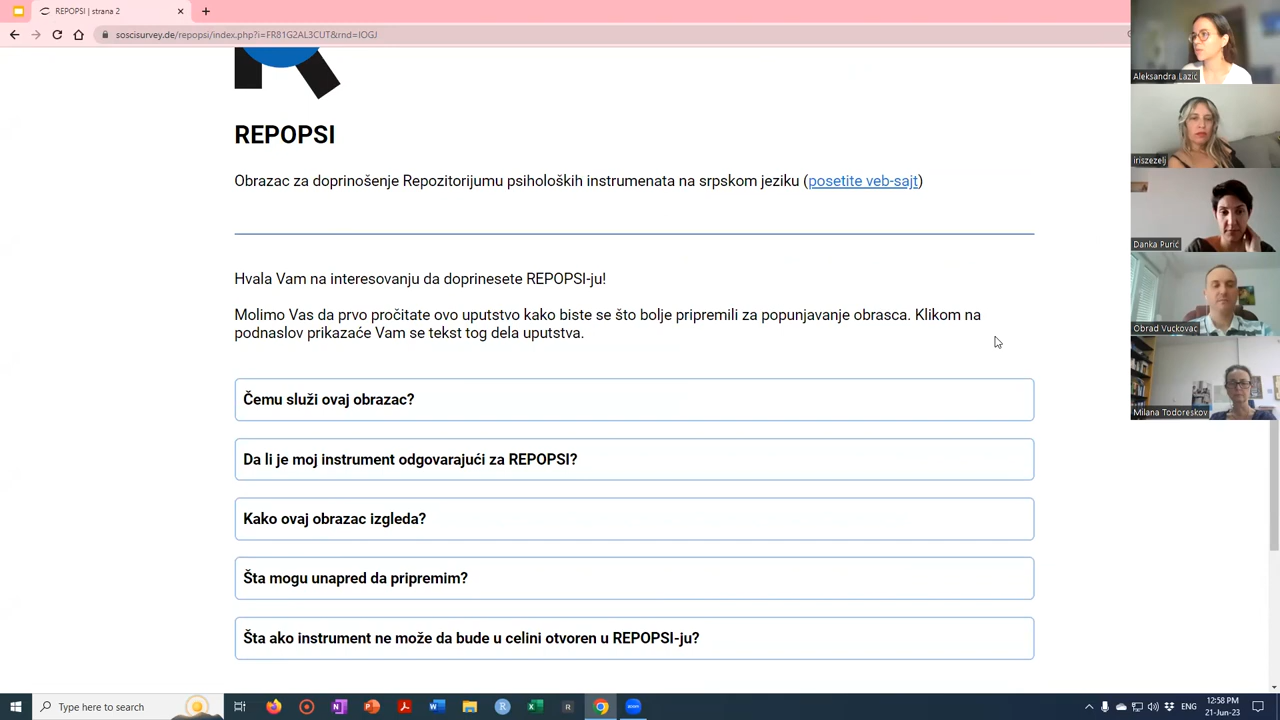 REPOPSI | strana 2
soscisurvey.de/repopsi/index.php?i=FR81G2AL3CUT&rnd=IOGJ
Aleksandra Lazić
REPOPSI
iriszezelj
Obrazac za doprinošenje Repozitorijumu psiholoških instrumenata na srpskom jeziku (posetite veb-sajt)
Danka Purić
Hvala Vam na interesovanju da doprinesete REPOPSI-ju!
Molimo Vas da prvo pročitate ovo uputstvo kako biste se što bolje pripremili za popunjavanje obrasca. Klikom na
podnaslov prikazaće Vam se tekst tog dela uputstva.
Obrad Vuckovac
Čemu služi ovaj obrazac?
Milana Todoreskov
Da li je moj instrument odgovarajući za REPOPSI?
Kako ovaj obrazac izgleda?
Šta mogu unapred da pripremim?
Šta ako instrument ne može da bude u celini otvoren u REPOPSI-ju?
Type here to search
12:58 PM
21-Jun-23